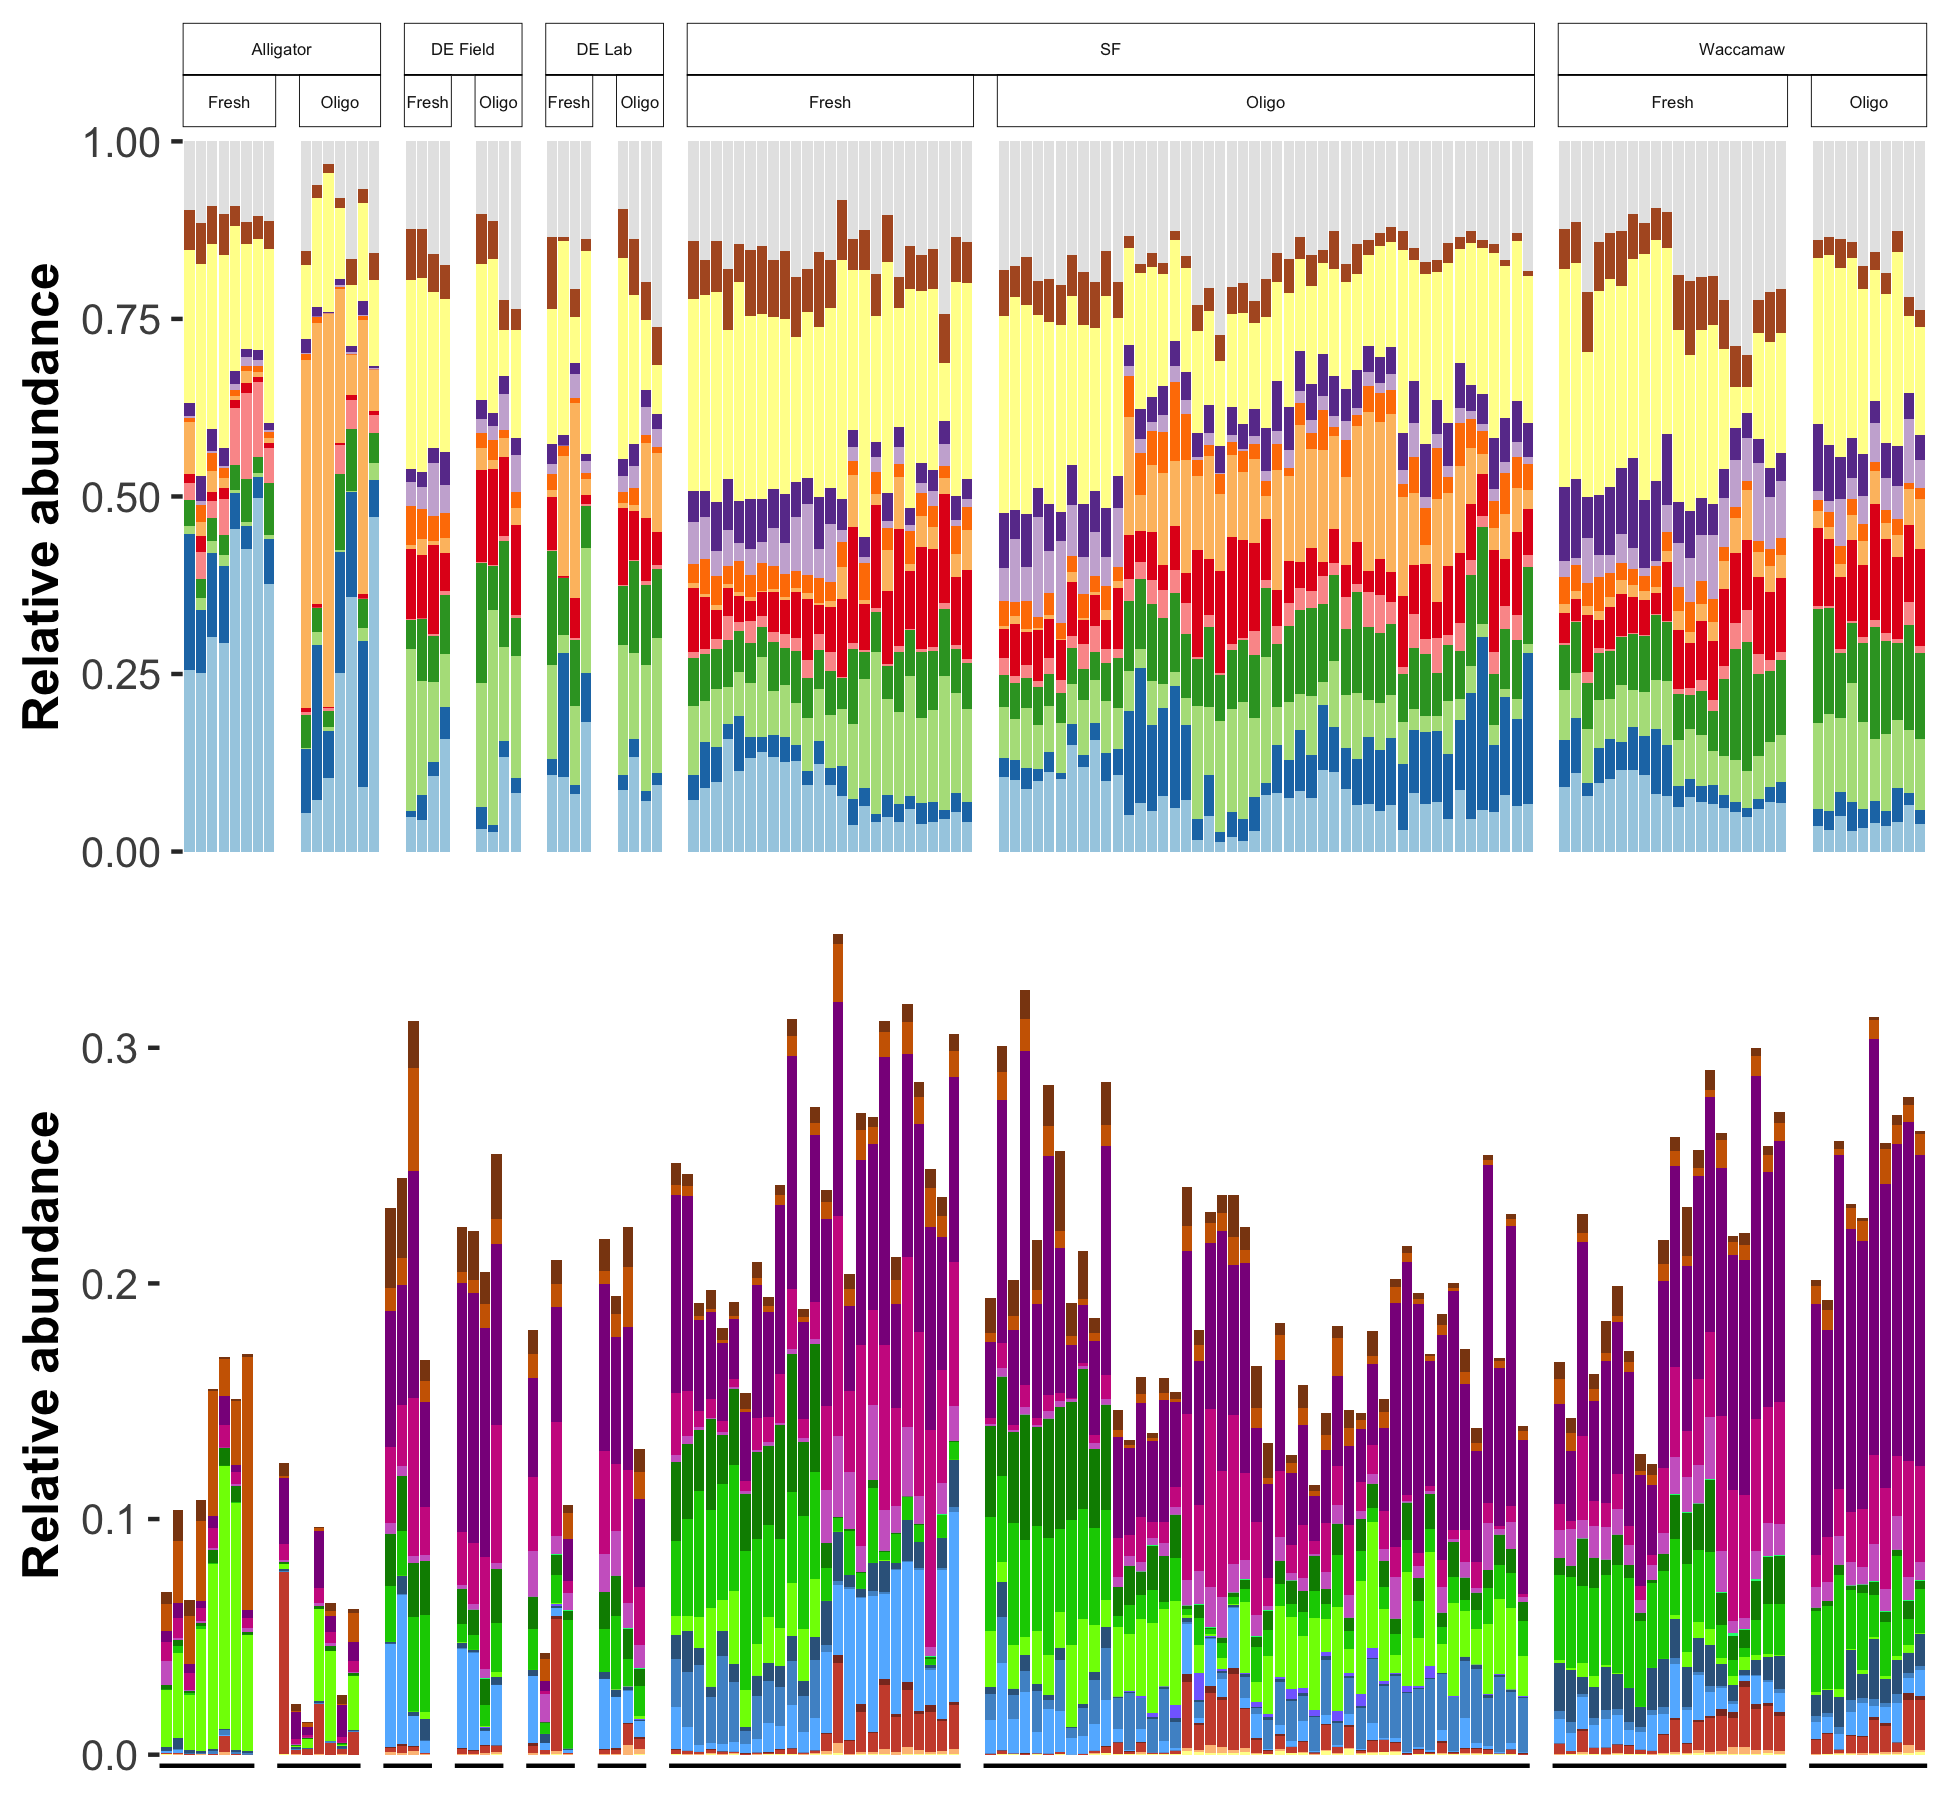 Alligator DE Field DE Lab SF Waccamaw
Fresh Oligo Fresh Oligo Fresh Oligo Fresh Oligo Fresh Oligo
1.00
0.75
0.50
0.25
0.00
Relative abundance
0.3
0.2
0.1
0.0
Relative abundance